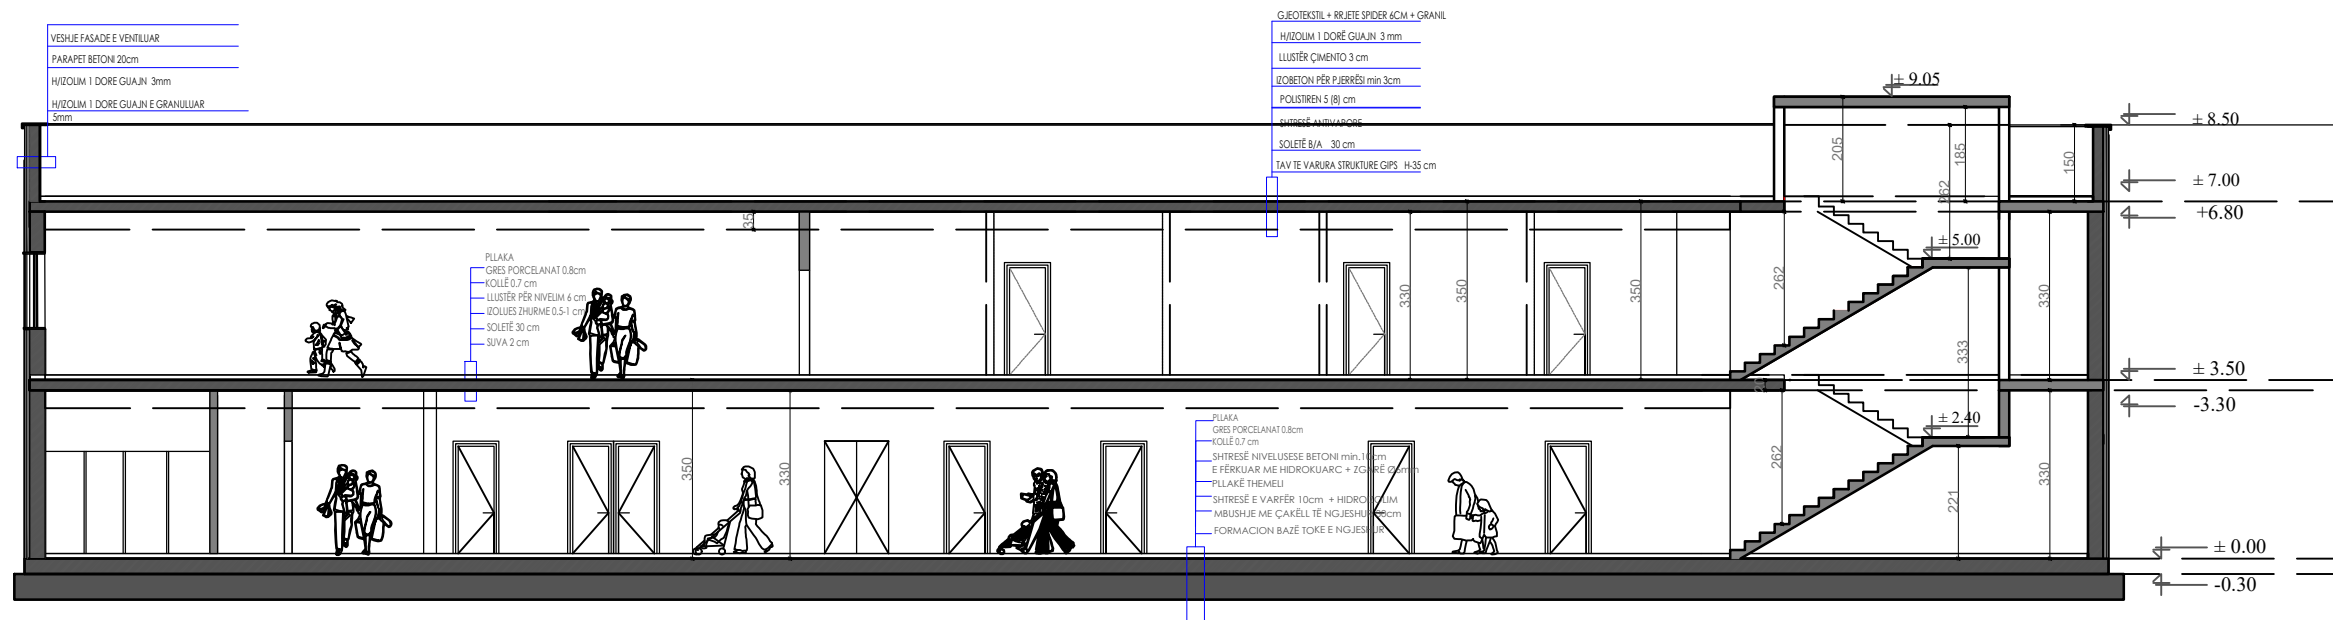 VESHJE FASADE E VENTILUAR
PARAPET BETONI 20cm
H/IZOLIM 1 DORE GUAJN 3mm
H/IZOLIM 1 DORE GUAJN E GRANULUAR
5mm
GJEOTEKSTIL + RRJETE SPIDER 6CM + GRANIL
H/IZOLIM 1 DORË GUAJN 3 mm
LLUSTËR ÇIMENTO 3 cm
IZOBETON PËR PJERRËSI min 3cm
POLISTIREN 5 (8) cm
SHTRESË ANTIVAPORE
SOLETË B/A 30 cm
TAV TE VARURA STRUKTURE GIPS H-35 cm
± 9.05
± 8.50
± 7.00
+6.80
± 5.00
± 3.50
-3.30
± 2.40
± 0.00
-0.30
205
185
262
150
35
330
350
350
262
333
330
20
PLLAKA
GRES PORCELANAT 0.8cm
KOLLË 0.7 cm
LLUSTËR PËR NIVELIM 6 cm
IZOLUES ZHURME 0.5-1 cm
SOLETË 30 cm
SUVA 2 cm
350
330
262
221
330
PLLAKA
GRES PORCELANAT 0.8cm
KOLLË 0.7 cm
SHTRESË NIVELUSESE BETONI min.10cm
E FËRKUAR ME HIDROKUARC + ZGARË Ø6mm
PLLAKË THEMELI
SHTRESË E VARFËR 10cm + HIDROIZOLIM
MBUSHJE ME ÇAKËLL TË NGJESHUR 30cm
FORMACION BAZË TOKE E NGJESHUR